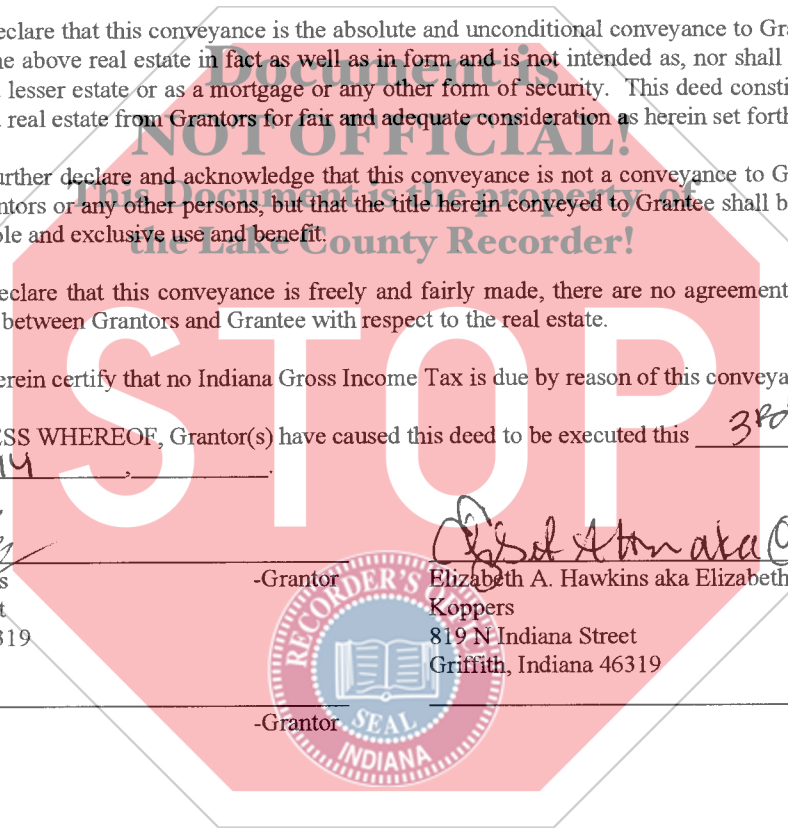 eclare that this conveyance is the absolute and unconditional conveyance to Gra
ne above real estate in fact as well as in form and is not intended as, nor shall
lesser estate or as a mortgage or any other form of security. This deed consti
real estate from Grantors for fair and adequate consideration as herein set forth
Document is
NOT OFFICIAL!
This Document is the property of
the Lake County Recorder!
urther declare and acknowledge that this conveyance is not a conveyance to G
ntors or any other persons, but that the title herein conveyed to Grantee shall b
ole and exclusive use and benefit.
eclare that this conveyance is freely and fairly made, there are no agreement
between Grantors and Grantee with respect to the real estate.
STOP
erein certify that no Indiana Gross Income Tax is due by reason of this conveya
SS WHEREOF, Grantor(s) have caused this deed to be executed this 3RD
,
aka
s -Grantor Elizabeth A. Hawkins aka Elizabeth
t Koppers
319 819 N Indiana Street
Griffith, Indiana 46319
-Grantor
RECORDER'S OFFICE
SEAL
INDIANA